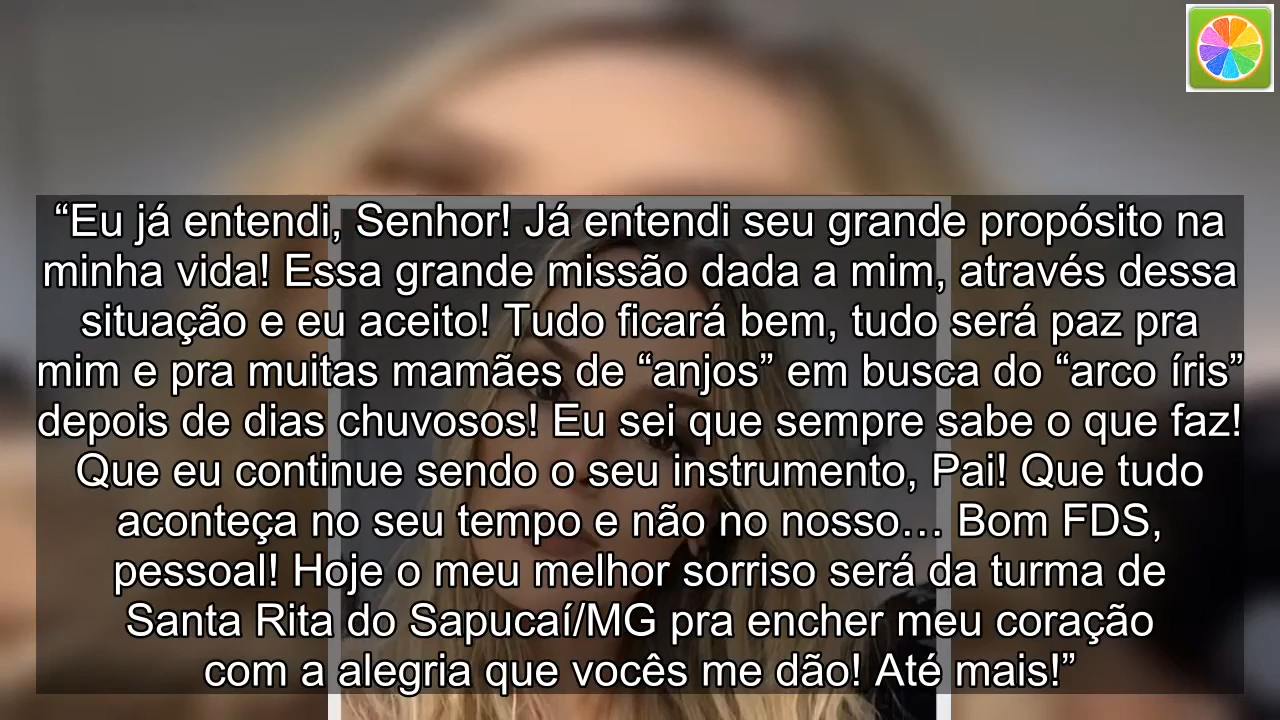 “Eu já entendi, Senhor! Já entendi seu grande propósito na
minha vida! Essa grande missão dada a mim, através dessa
situação e eu aceito! Tudo ficará bem, tudo será paz pra
mim e pra muitas mamães de “anjos” em busca do “arco íris”
depois de dias chuvosos! Eu sei que sempre sabe o que faz!
Que eu continue sendo o seu instrumento, Pai! Que tudo
aconteça no seu tempo e não no nosso… Bom FDS,
pessoal! Hoje o meu melhor sorriso será da turma de
Santa Rita do Sapucaí/MG pra encher meu coração
com a alegria que vocês me dão! Até mais!”